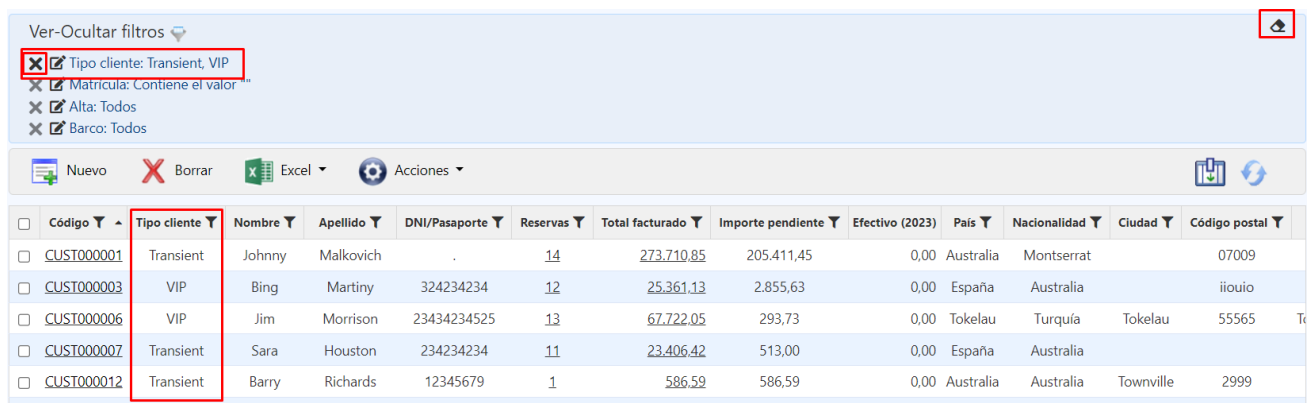 Ver-Ocultar filtros
Tipo cliente: Transient, VIP
Matrícula: Contiene el valor ""
Alta: Todos
Barco: Todos
Nuevo Borrar Excel Acciones
Código Tipo cliente Nombre Apellido DNI/Pasaporte Reservas Total facturado Importe pendiente Efectivo (2023) País Nacionalidad Ciudad Código postal
CUST000001 Transient Johnny Malkovich . 14 273.710,85 205.411,45 0,00 Australia Montserrat 07009
CUST000003 VIP Bing Martiny 324234234 12 25.361,13 2.855,63 0,00 España Australia iiouio
CUST000006 VIP Jim Morrison 23434234525 13 67.722,05 293,73 0,00 Tokelau Turquía Tokelau 55565
CUST000007 Transient Sara Houston 234234234 11 23.406,42 513,00 0,00 España Australia
CUST000012 Transient Barry Richards 12345679 1 586,59 586,59 0,00 Australia Australia Townville 2999